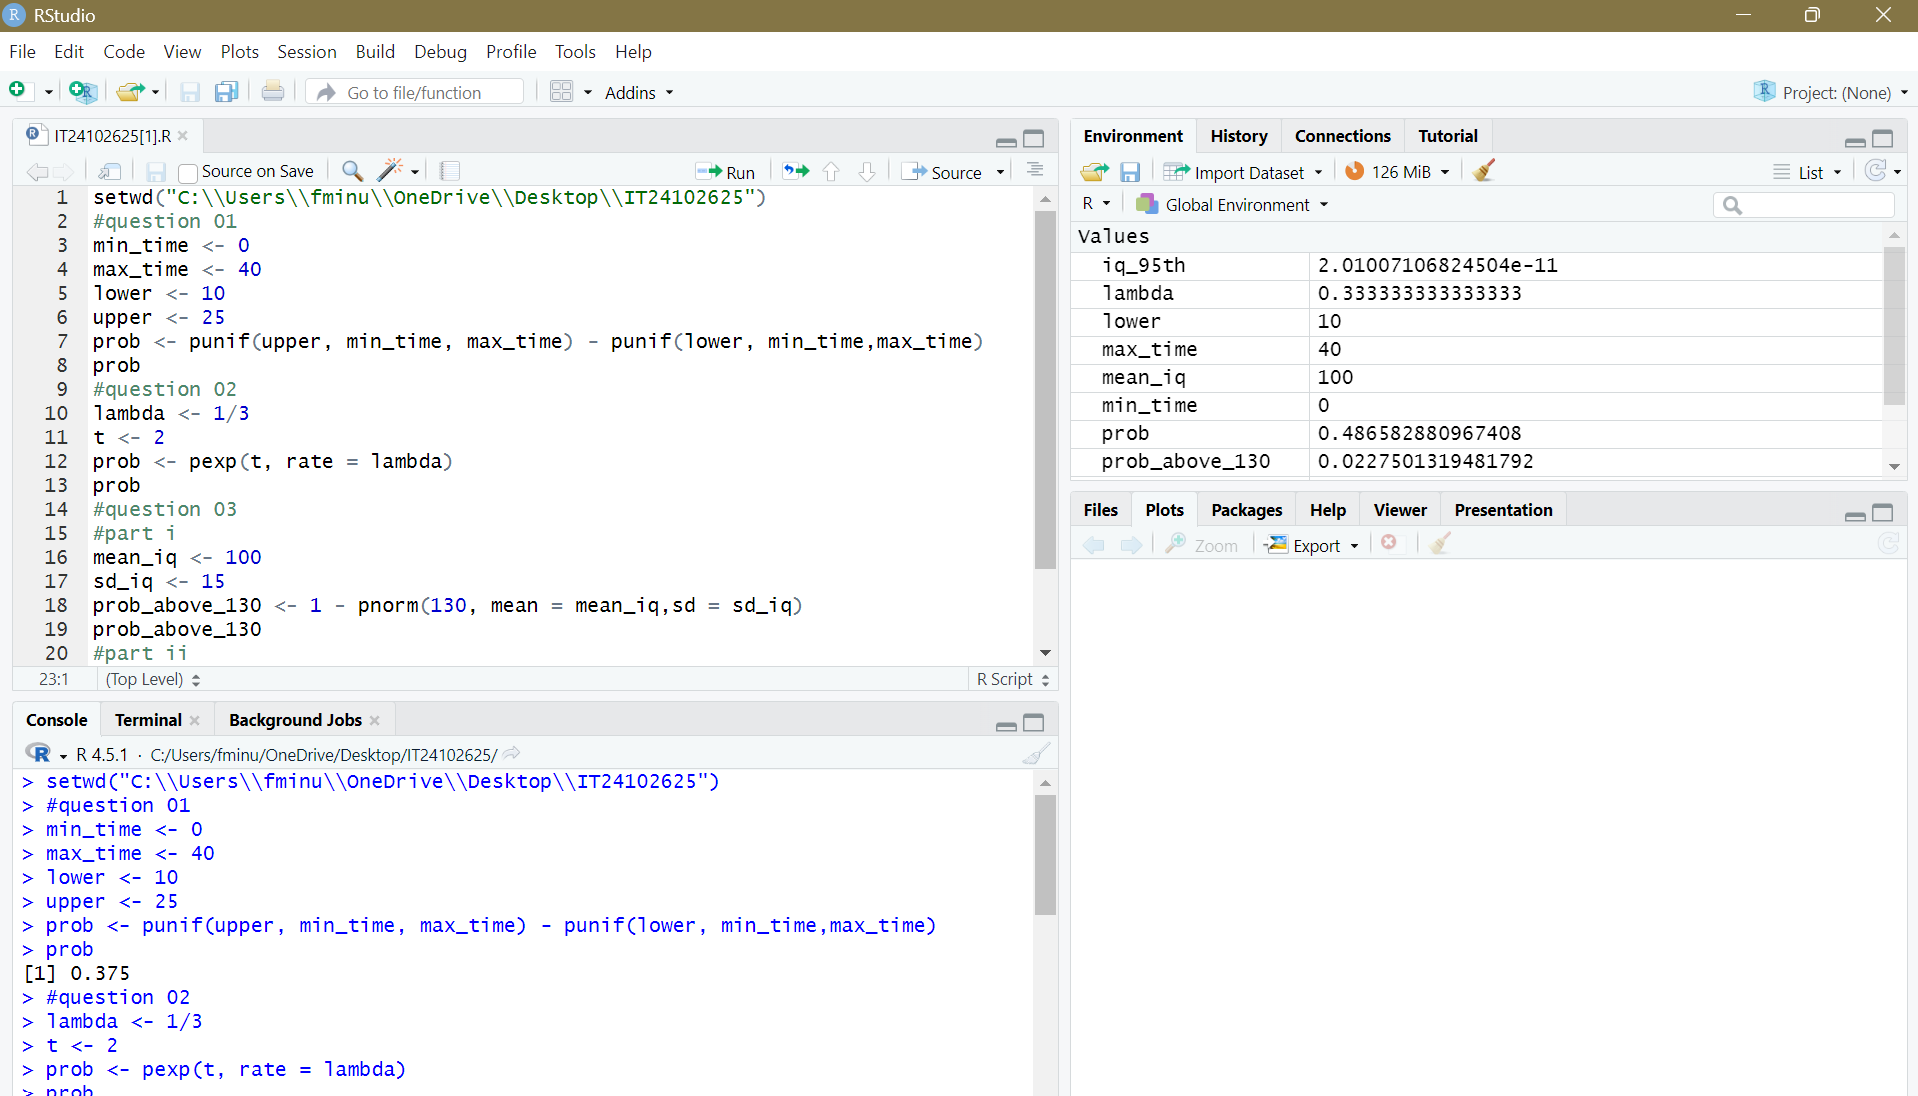 RStudio
File Edit Code View Plots Session Build Debug Profile Tools Help
Go to file/function Addins Project: (None)
IT24102625[1].R
Source on Save Run Source
1 setwd("C:\\Users\\fminu\\OneDrive\\Desktop\\IT24102625")
2 #question 01
3 min_time <- 0
4 max_time <- 40
5 lower <- 10
6 upper <- 25
7 prob <- punif(upper, min_time, max_time) - punif(lower, min_time,max_time)
8 prob
9 #question 02
10 lambda <- 1/3
11 t <- 2
12 prob <- pexp(t, rate = lambda)
13 prob
14 #question 03
15 #part i
16 mean_iq <- 100
17 sd_iq <- 15
18 prob_above_130 <- 1 - pnorm(130, mean = mean_iq,sd = sd_iq)
19 prob_above_130
20 #part ii
23:1 (Top Level) R Script
Console Terminal Background Jobs
R 4.5.1 · C:/Users/fminu/OneDrive/Desktop/IT24102625/
> setwd("C:\\Users\\fminu\\OneDrive\\Desktop\\IT24102625")
> #question 01
> min_time <- 0
> max_time <- 40
> lower <- 10
> upper <- 25
> prob <- punif(upper, min_time, max_time) - punif(lower, min_time,max_time)
> prob
[1] 0.375
> #question 02
> lambda <- 1/3
> t <- 2
> prob <- pexp(t, rate = lambda)
> prob
Environment History Connections Tutorial
Import Dataset 126 MiB List
R Global Environment
Values
iq_95th 2.01007106824504e-11
lambda 0.333333333333333
lower 10
max_time 40
mean_iq 100
min_time 0
prob 0.486582880967408
prob_above_130 0.0227501319481792
Files Plots Packages Help Viewer Presentation
Zoom Export